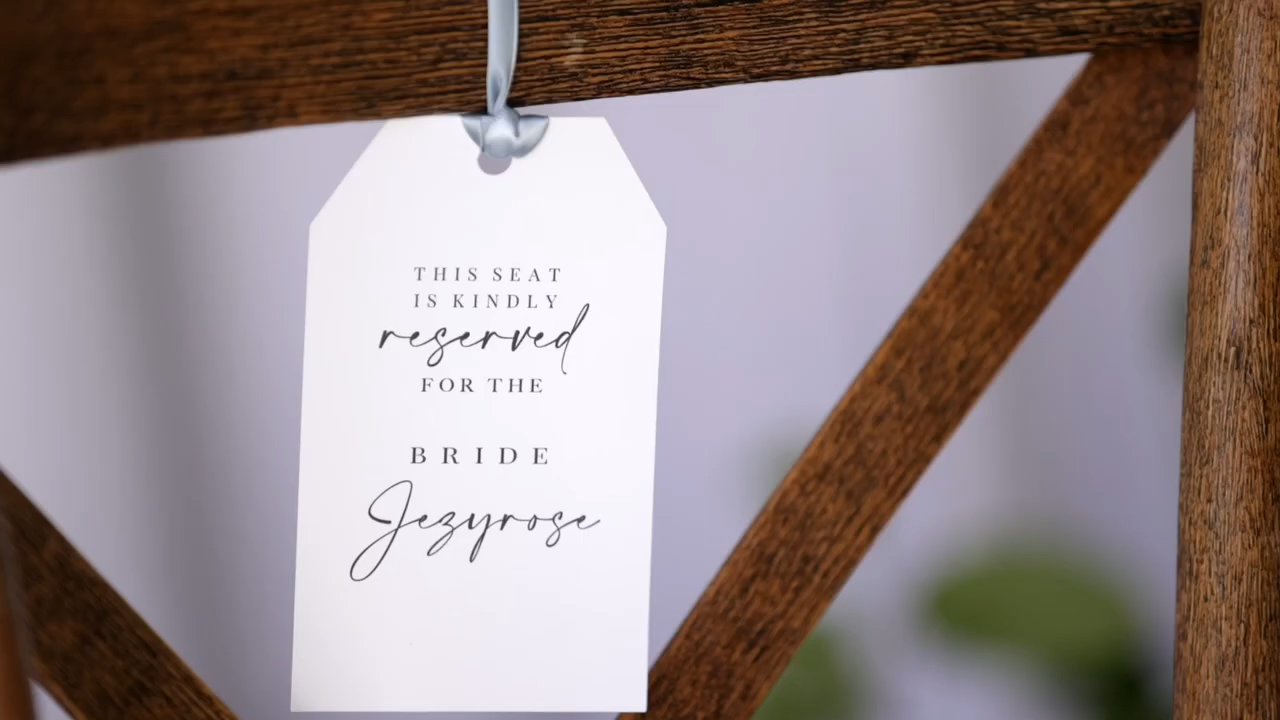 THIS SEAT
IS KINDLY
reserved
FOR THE
BRIDE
Jezyrose